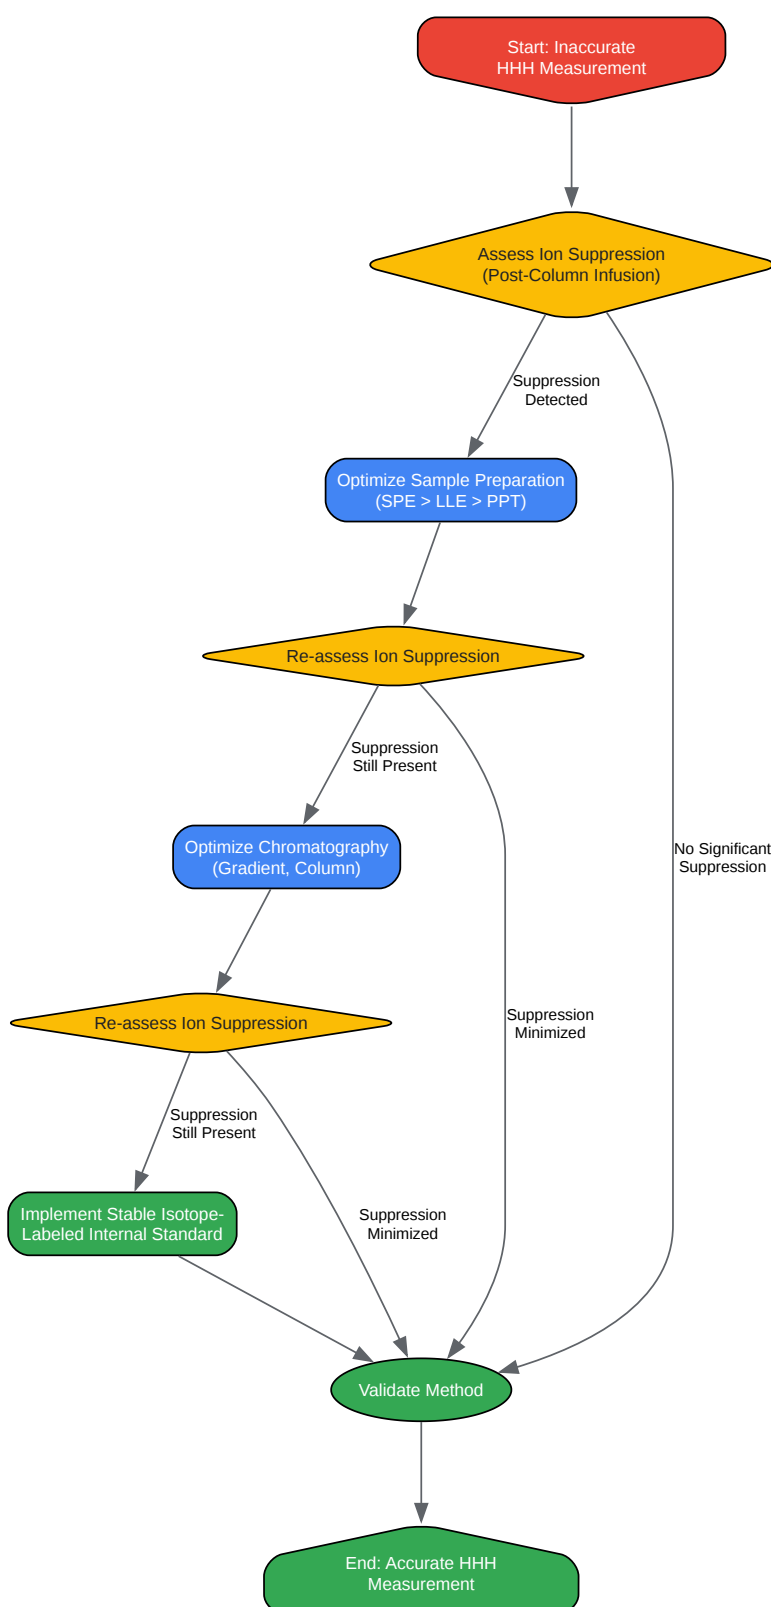 Start: Inaccurate
HHH Measurement
Assess Ion Suppression
(Post-Column Infusion)
Suppression
Detected
Optimize Sample Preparation
(SPE > LLE > PPT)
Re-assess Ion Suppression
Suppression
Still Present
Optimize Chromatography
(Gradient, Column)
No Significant
Suppression
Re-assess Ion Suppression
Suppression
Minimized
Suppression
Still Present
Implement Stable Isotope-
Labeled Internal Standard
Suppression
Minimized
Validate Method
End: Accurate HHH
Measurement